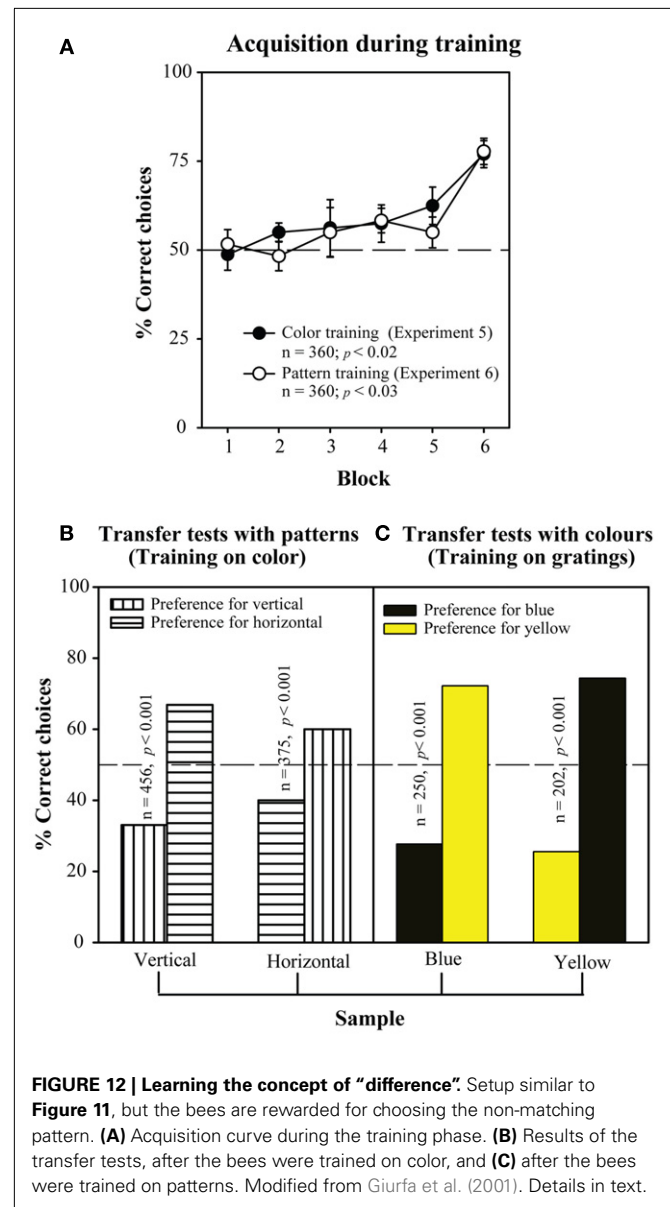 A
Acquisition during training
100
75
50
25
0
% Correct choices
Color training (Experiment 5)
n = 360; p < 0.02
Pattern training (Experiment 6)
n = 360; p < 0.03
1 2 3 4 5 6
Block
B Transfer tests with patterns
(Training on color)
C Transfer tests with colours
(Training on gratings)
100
80
60
40
20
0
% Correct choices
Preference for vertical
Preference for horizontal
n = 456, p < 0.001
n = 375, p < 0.001
Preference for blue
Preference for yellow
n = 250, p < 0.001
n = 202, p < 0.001
Vertical Horizontal Blue Yellow
Sample
FIGURE 12 | Learning the concept of “difference”. Setup similar to
Figure 11, but the bees are rewarded for choosing the non-matching
pattern. (A) Acquisition curve during the training phase. (B) Results of the
transfer tests, after the bees were trained on color, and (C) after the bees
were trained on patterns. Modified from Giurfa et al. (2001). Details in text.